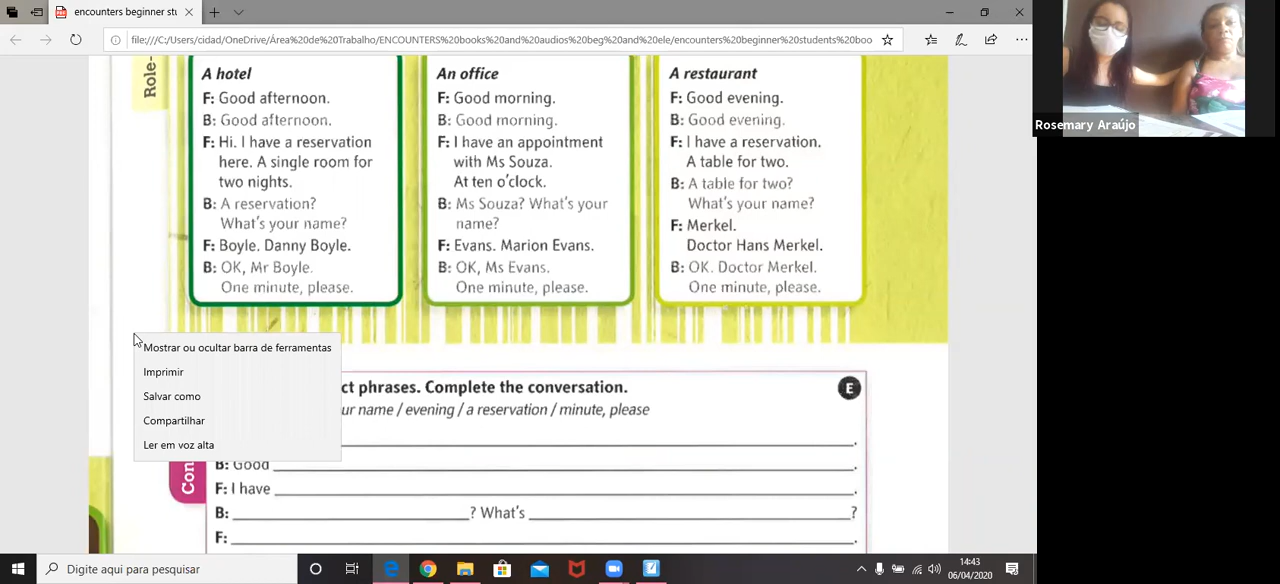 encounters beginner stu
file:///C:/Users/cidad/OneDrive/Área%20de%20Trabalho/ENCOUNTERS%20books%20and%20audios%20beg%20and%20ele/encounters%20beginner%20students%20boo
Rosemary Araújo
Role-
A hotel
F: Good afternoon.
B: Good afternoon.
F: Hi. I have a reservation
here. A single room for
two nights.
B: A reservation?
What's your name?
F: Boyle. Danny Boyle.
B: OK, Mr Boyle.
One minute, please.
An office
F: Good morning.
B: Good morning.
F: I have an appointment
with Ms Souza.
At ten o'clock.
B: Ms Souza? What's your
name?
F: Evans. Marion Evans.
B: OK, Ms Evans.
One minute, please.
A restaurant
F: Good evening.
B: Good evening.
F: I have a reservation.
A table for two.
B: A table for two?
What's your name?
F: Merkel.
Doctor Hans Merkel.
B: OK. Doctor Merkel.
One minute, please.
Mostrar ou ocultar barra de ferramentas
Imprimir
Salvar como
Compartilhar
Ler em voz alta
ct phrases. Complete the conversation.
E
ur name / evening / a reservation / minute, please
Con
B: Good ______.
F: I have ______.
B: ______? What's ______?
F: ______.
Digite aqui para pesquisar
14:43
06/04/2020